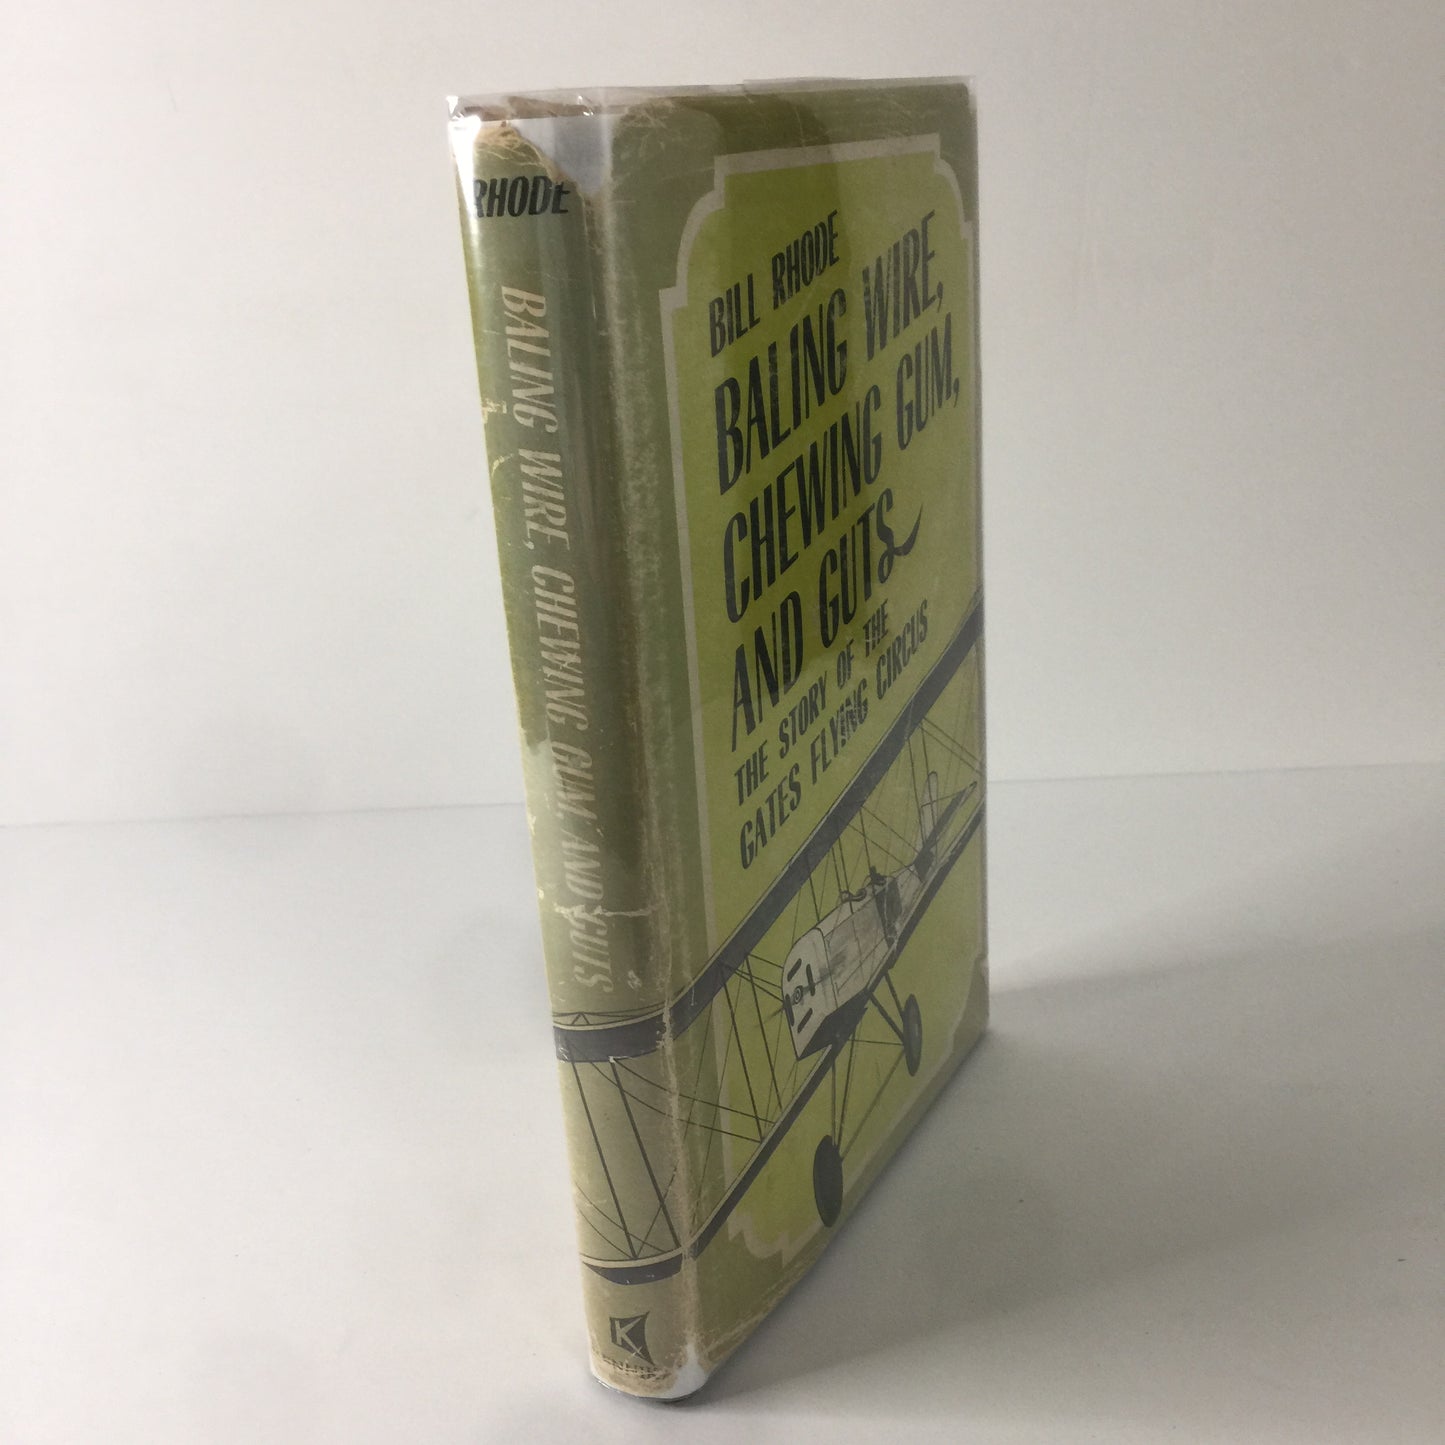 RHODE
BALING WIRE, CHEWING GUM, AND GUTS
K
BILL RHODE
BALING WIRE,
CHEWING GUM,
AND GUTS
THE STORY OF THE
GATES FLYING CIRCUS